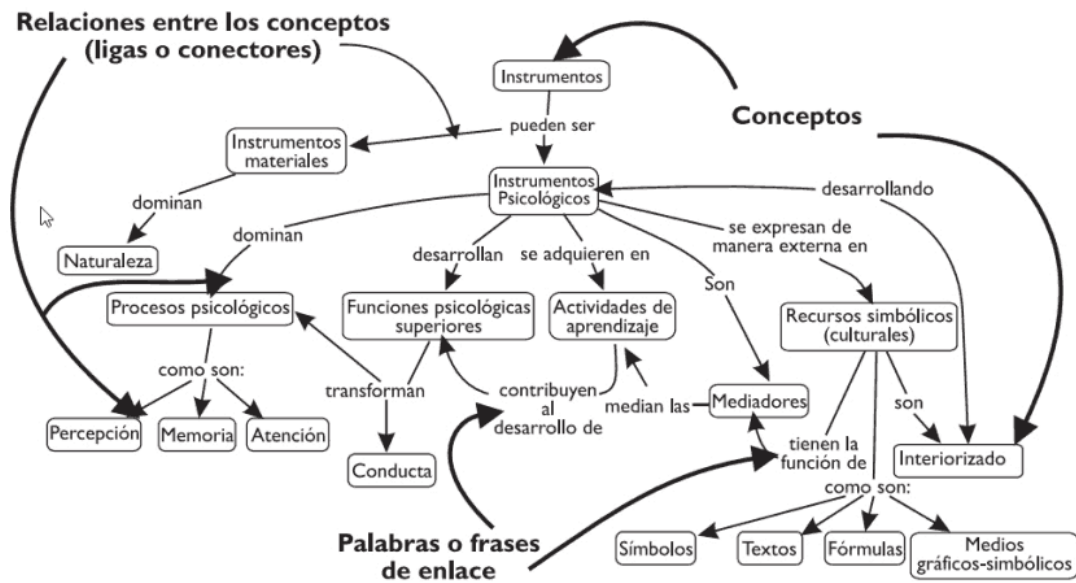 Relaciones entre los conceptos
(ligas o conectores)
Instrumentos
Conceptos
pueden ser
Instrumentos
materiales
Instrumentos
Psicológicos
desarrollando
dominan
dominan
se expresan de
manera externa en
desarrollan
se adquieren en
Naturaleza
Son
Procesos psicológicos
Funciones psicológicas
superiores
Actividades de
aprendizaje
Recursos simbólicos
(culturales)
como son:
transforman
contribuyen
al
desarrollo de
median las
Mediadores
son
Percepción
Memoria
Atención
tienen la
función de
Interiorizado
Conducta
como son:
Palabras o frases
de enlace
Símbolos
Textos
Fórmulas
Medios
gráficos-simbólicos